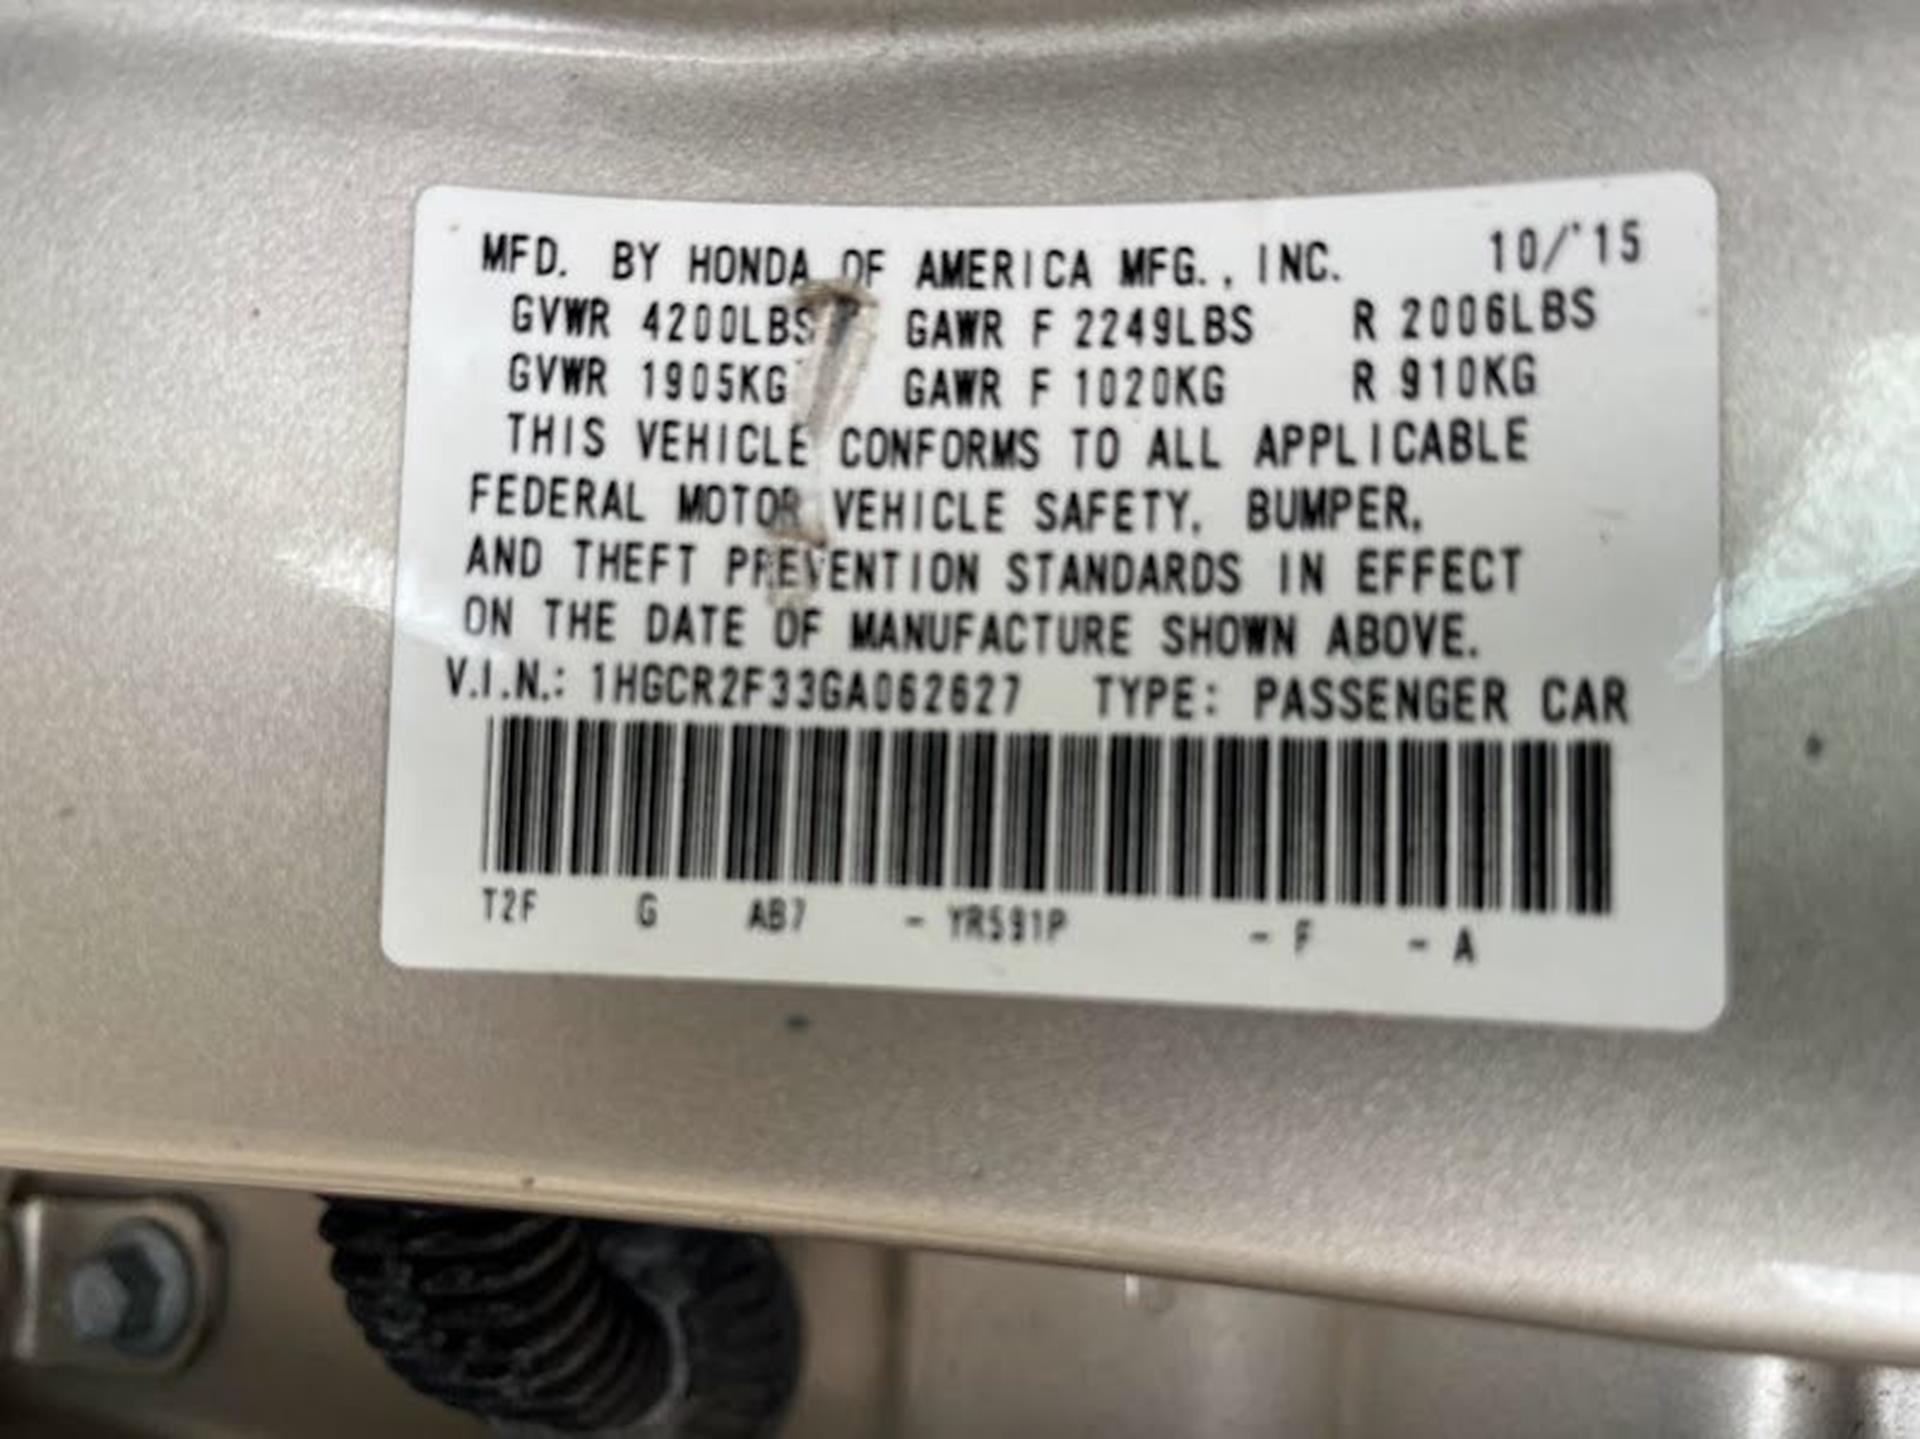 MFD. BY HONDA OF AMERICA MFG., INC. 10/'15
GVWR 4200LBS GAWR F 2249LBS R 2006LBS
GVWR 1905KG GAWR F 1020KG R 910KG
THIS VEHICLE CONFORMS TO ALL APPLICABLE
FEDERAL MOTOR VEHICLE SAFETY, BUMPER,
AND THEFT PREVENTION STANDARDS IN EFFECT
ON THE DATE OF MANUFACTURE SHOWN ABOVE.
V.I.N.: 1HGCR2F33GA062627 TYPE: PASSENGER CAR
T2F G AB7 - YR591P - F - A